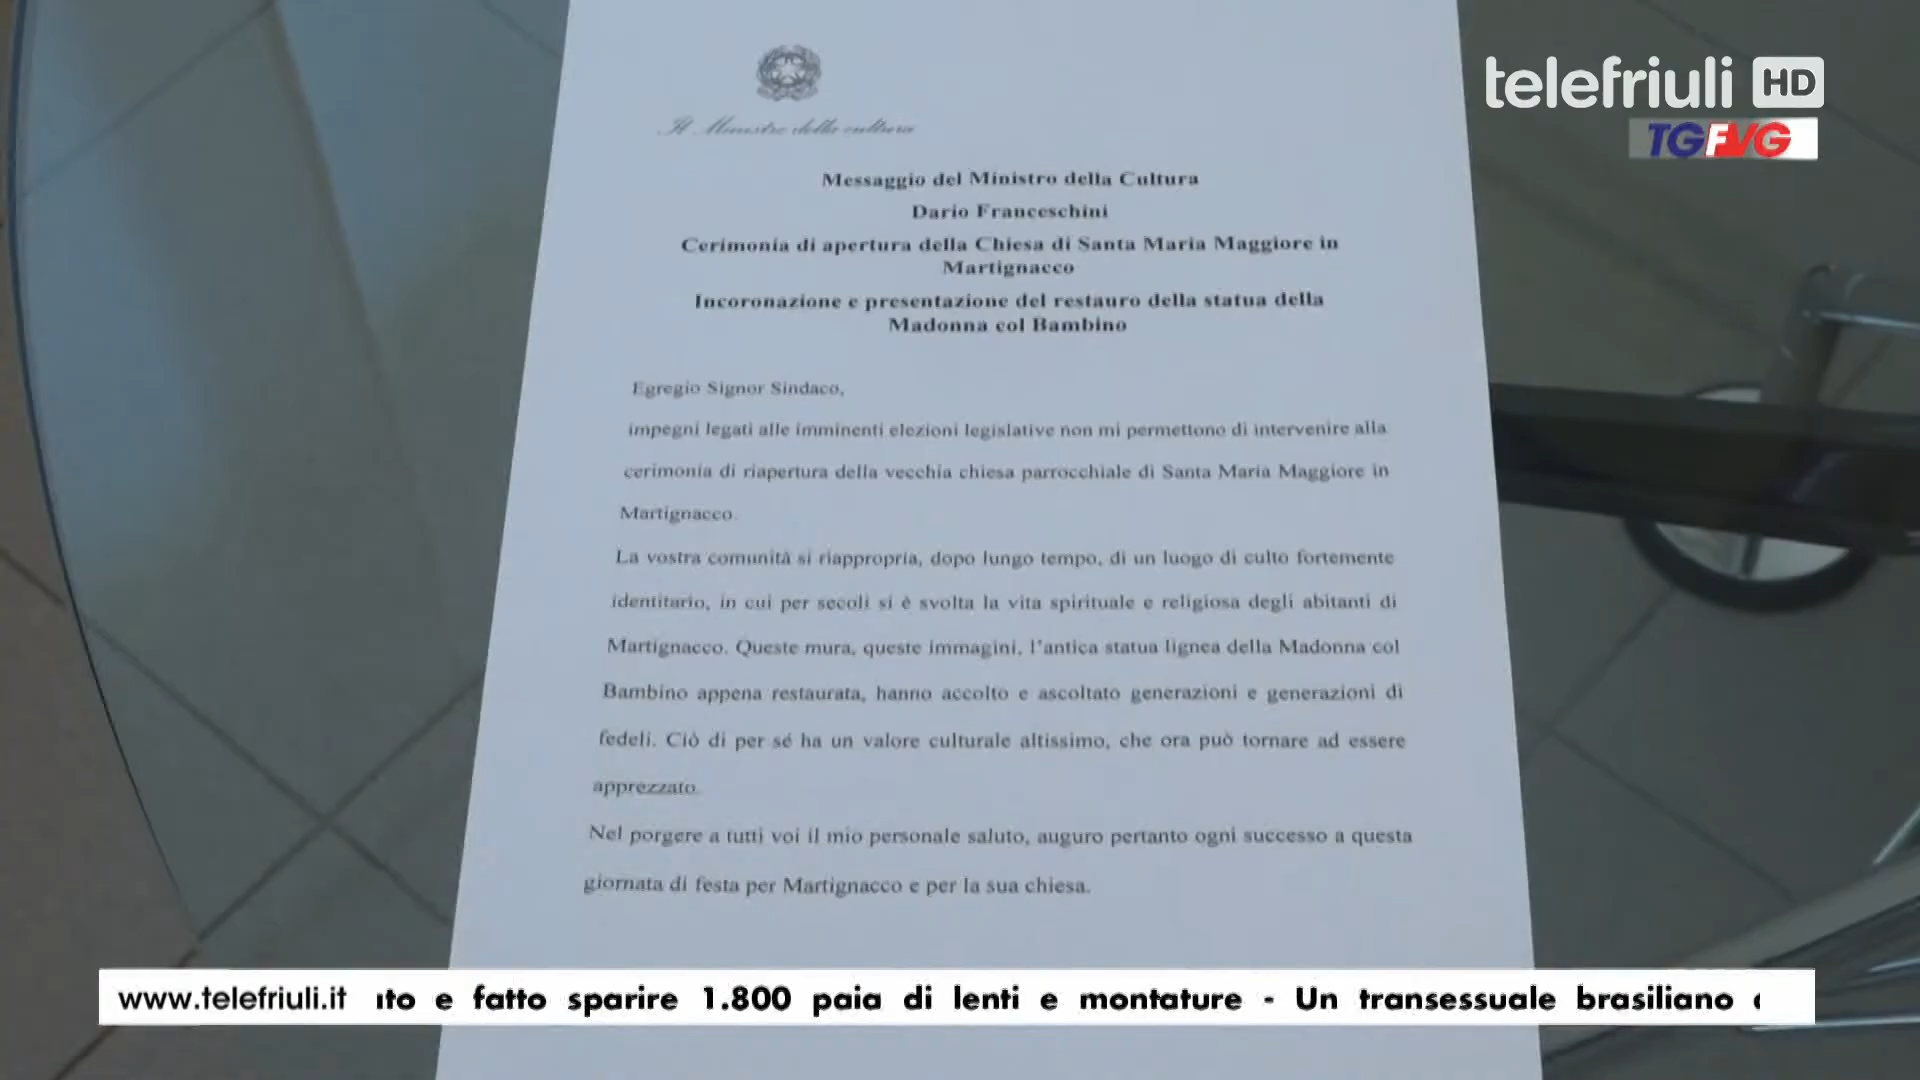 telefriuli HD
TGFVG
Il Ministro della cultura
Messaggio del Ministro della Cultura
Dario Franceschini
Cerimonia di apertura della Chiesa di Santa Maria Maggiore in
Martignacco
Incoronazione e presentazione del restauro della statua della
Madonna col Bambino
Egregio Signor Sindaco,
impegni legati alle imminenti elezioni legislative non mi permettono di intervenire alla
cerimonia di riapertura della vecchia chiesa parrocchiale di Santa Maria Maggiore in
Martignacco.
La vostra comunità si riappropria, dopo lungo tempo, di un luogo di culto fortemente
identitario, in cui per secoli si è svolta la vita spirituale e religiosa degli abitanti di
Martignacco. Queste mura, queste immagini, l'antica statua lignea della Madonna col
Bambino appena restaurata, hanno accolto e ascoltato generazioni e generazioni di
fedeli. Ciò di per sé ha un valore culturale altissimo, che ora può tornare ad essere
apprezzato.
Nel porgere a tutti voi il mio personale saluto, auguro pertanto ogni successo a questa
giornata di festa per Martignacco e per la sua chiesa.
www.telefriuli.it e fatto sparire 1.800 paia di lenti e montature - Un transessuale brasiliano